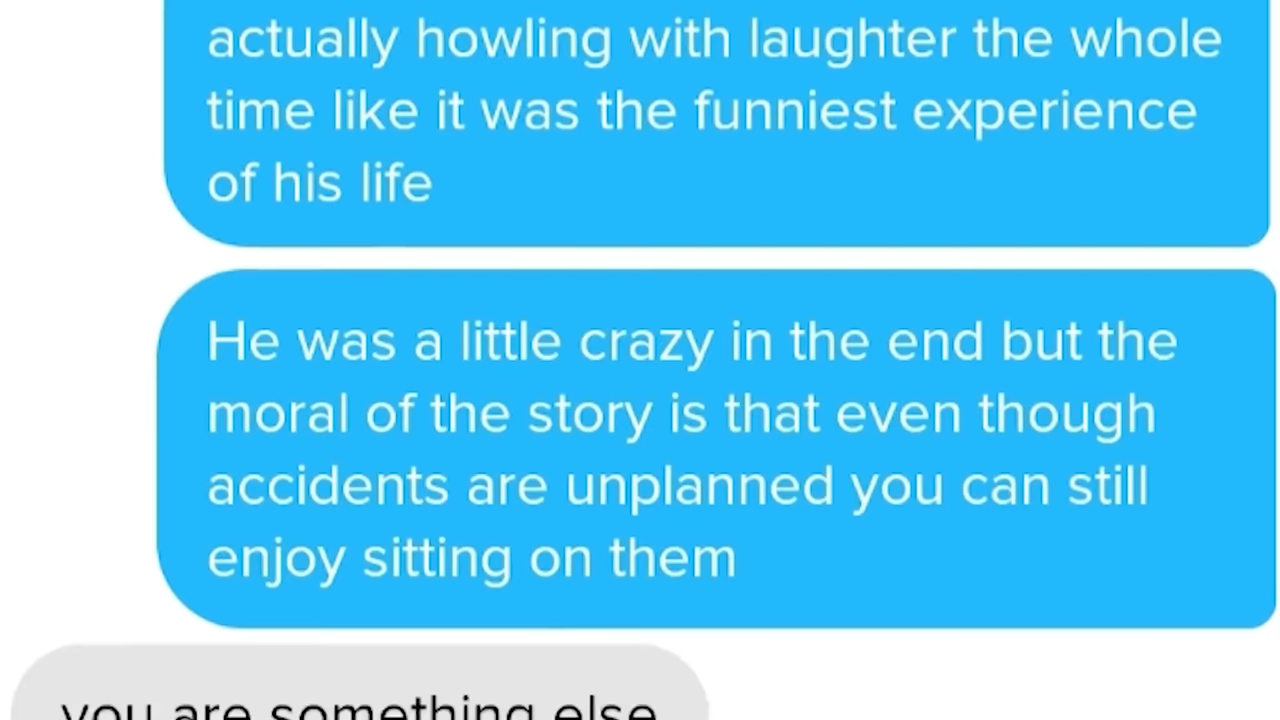 actually howling with laughter the whole
time like it was the funniest experience
of his life
He was a little crazy in the end but the
moral of the story is that even though
accidents are unplanned you can still
enjoy sitting on them
you are something else